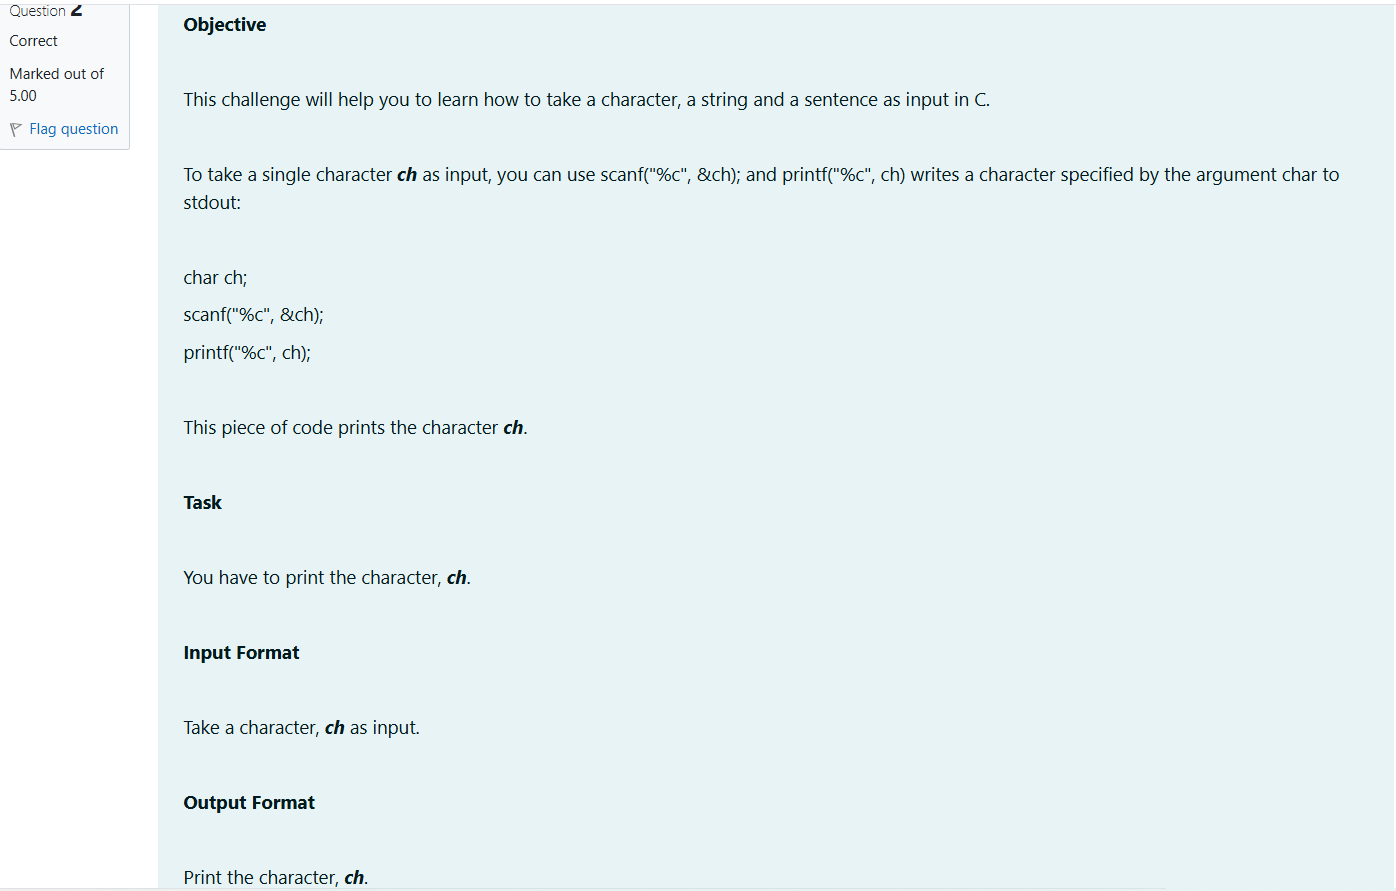 Question 2
Correct
Marked out of
5.00
Flag question
Objective
This challenge will help you to learn how to take a character, a string and a sentence as input in C.
To take a single character ch as input, you can use scanf("%c", &ch); and printf("%c", ch) writes a character specified by the argument char to
stdout:
char ch;
scanf("%c", &ch);
printf("%c", ch);
This piece of code prints the character ch.
Task
You have to print the character, ch.
Input Format
Take a character, ch as input.
Output Format
Print the character, ch.